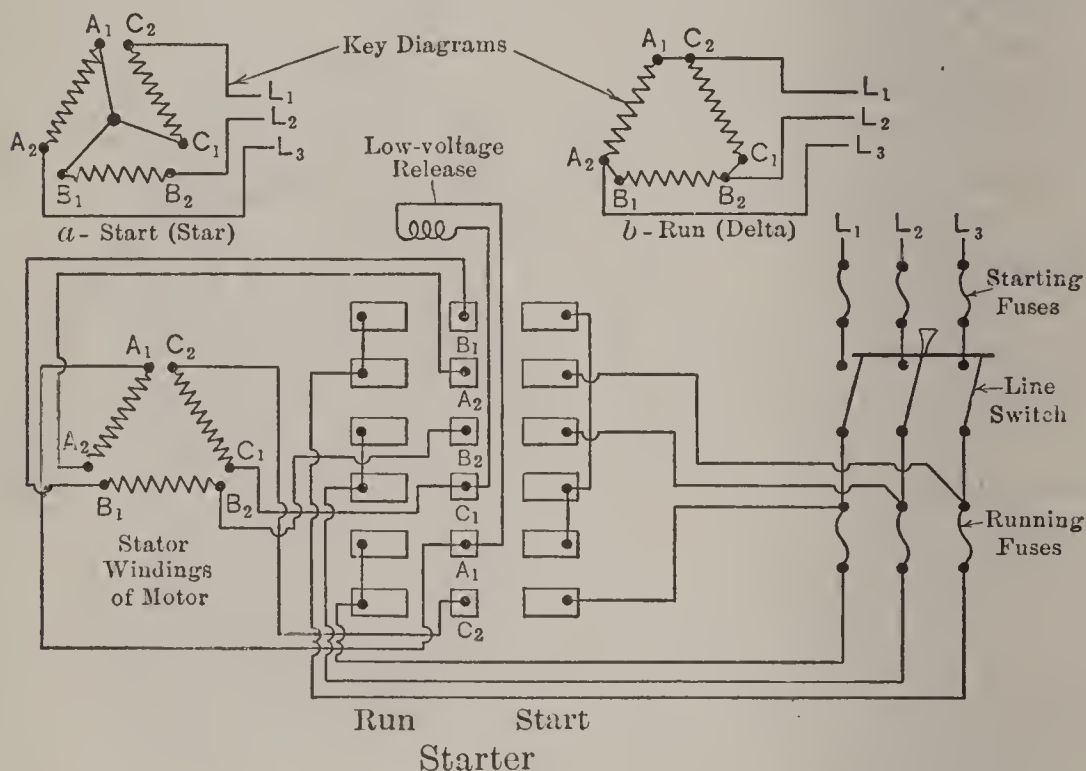 A₁ C₂
Key Diagrams
A₁ C₂
L₁
L₂
L₃
L₁
L₂
L₃
A₂
C₁
B₁ B₂
a - Start (Star)
Low-voltage
Release
A₂
C₁
B₁ B₂
b - Run (Delta)
L₁ L₂ L₃
Starting
Fuses
B₁
A₁ C₂
A₂
Line
Switch
A₂
C₁
B₂
B₁ B₂
C₁
Stator
Windings
of Motor
A₁
Running
Fuses
C₂
Run Start
Starter